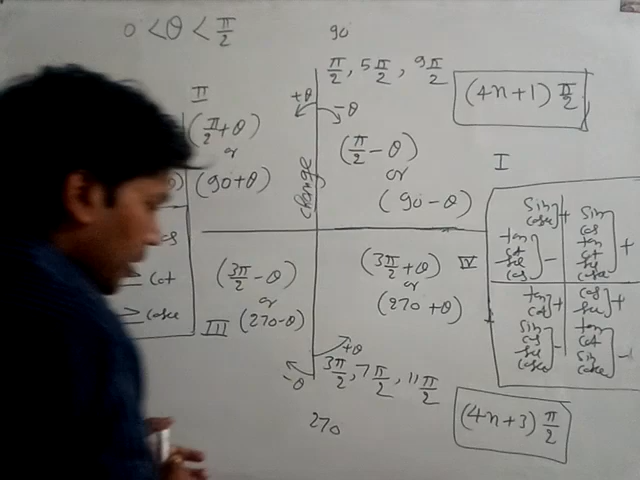 0 < θ < π/2
90
π/2, 5π/2, 9π/2
(4n+1) π/2
II
+θ
-θ
(π/2 + θ)
or
(90+θ)
(π/2 - θ)
or
(90 - θ)
I
change
sin
cosec
+
tan
cot
sec
cos
-
sin
cos
tan
cot
sec
cosec
+
cot
cosec
(3π/2 - θ)
or
III (270-θ)
(3π/2 + θ) IV
or
(270 + θ)
tan
cot
+
sin
cos
sec
cosec
-
cos
sec
+
tan
cot
sin
cosec
-
+θ
-θ
3π/2, 7π/2, 11π/2
270
(4n+3) π/2